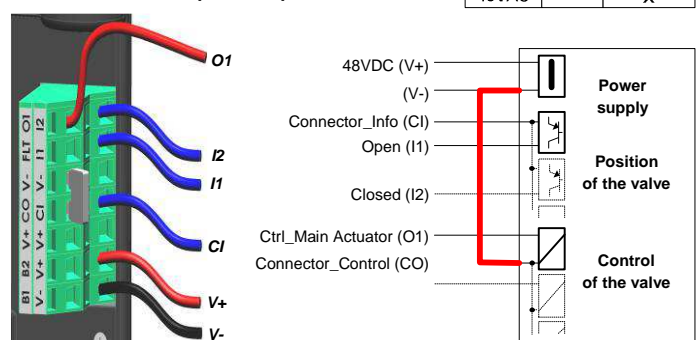 X
O1
I2
I1
CI
V+
V-
O1 I2
FLT I1
V- V-
CO CI
V+ V+
B2 V+
B1 V-
48VDC (V+)
(V-)
Connector_Info (CI)
Open (I1)
Closed (I2)
Ctrl_Main Actuator (O1)
Connector_Control (CO)
Power
supply
Position
of the valve
Control
of the valve